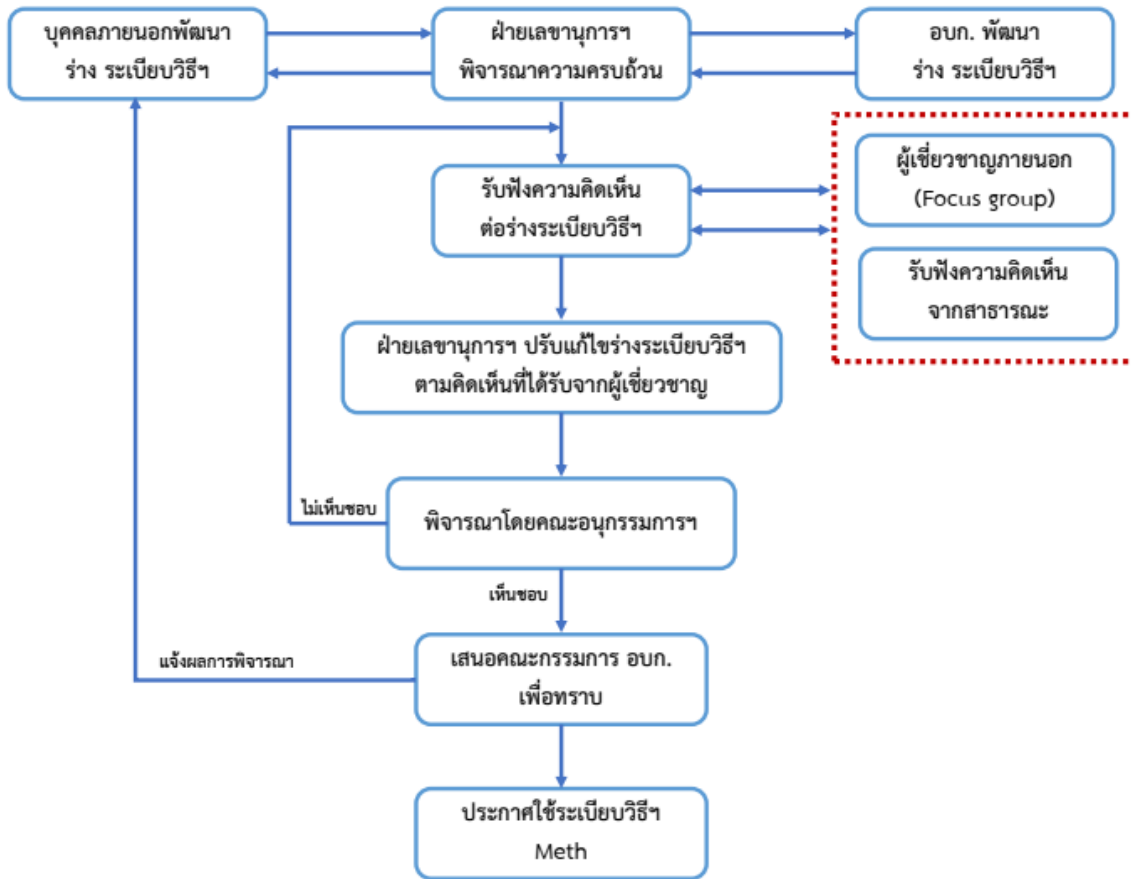 บุคคลภายนอกพัฒนา
ร่าง ระเบียบวิธีฯ
ฝ่ายเลขานุการฯ
พิจารณาความครบถ้วน
อบก. พัฒนา
ร่าง ระเบียบวิธีฯ
ผู้เชี่ยวชาญภายนอก
(Focus group)
รับฟังความคิดเห็น
ต่อร่างระเบียบวิธีฯ
รับฟังความคิดเห็น
จากสาธารณะ
ฝ่ายเลขานุการฯ ปรับแก้ไขร่างระเบียบวิธีฯ
ตามคิดเห็นที่ได้รับจากผู้เชี่ยวชาญ
ไม่เห็นชอบ
พิจารณาโดยคณะอนุกรรมการฯ
เห็นชอบ
แจ้งผลการพิจารณา
เสนอคณะกรรมการ อบก.
เพื่อทราบ
ประกาศใช้ระเบียบวิธีฯ
Meth